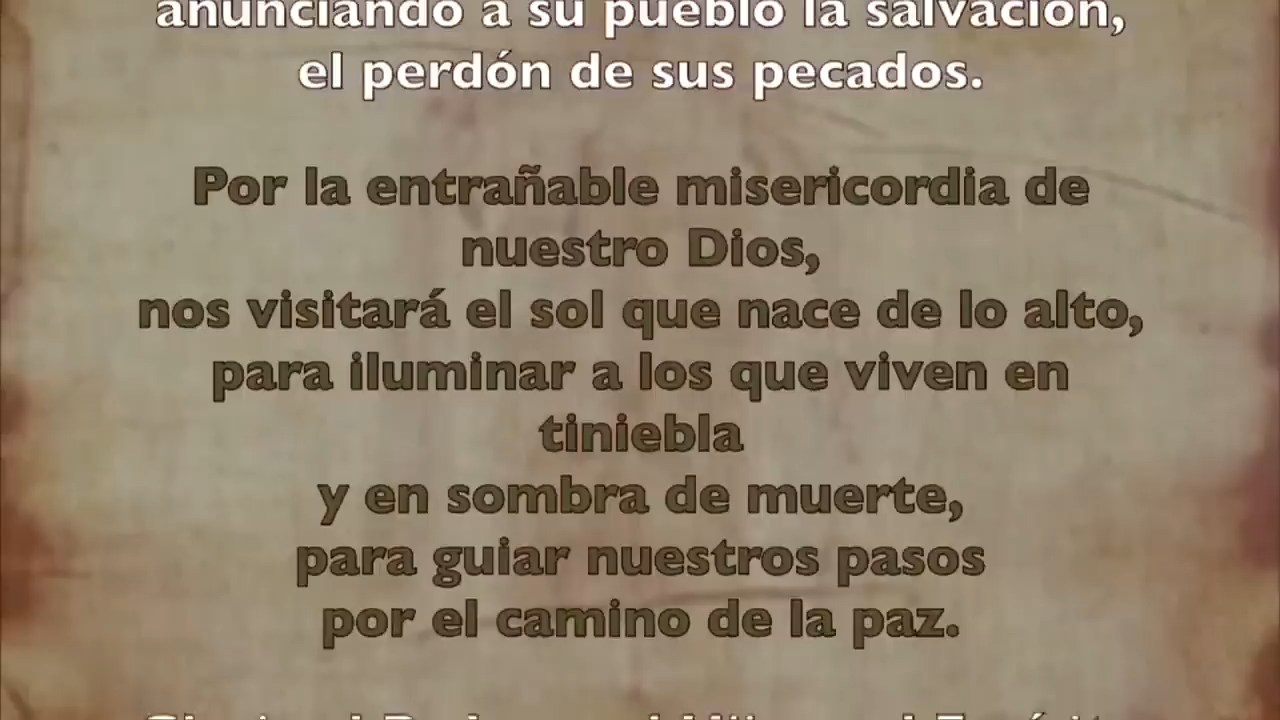 anunciando a su pueblo la salvación,
el perdón de sus pecados.
Por la entrañable misericordia de
nuestro Dios,
nos visitará el sol que nace de lo alto,
para iluminar a los que viven en
tiniebla
y en sombra de muerte,
para guiar nuestros pasos
por el camino de la paz.